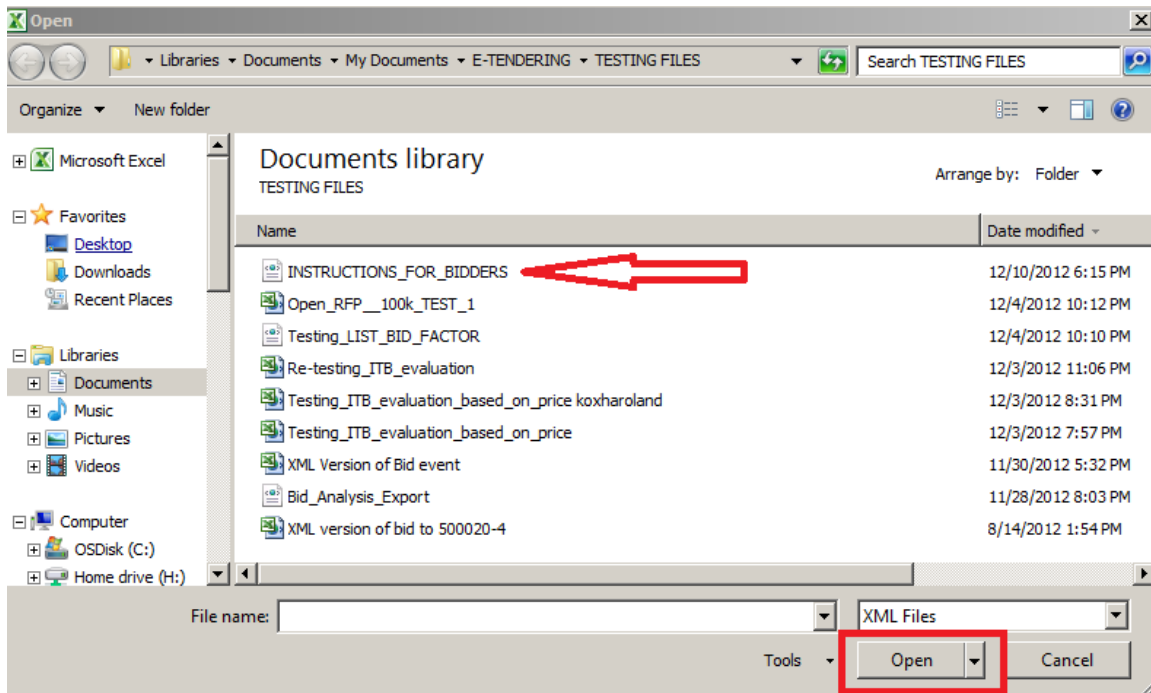 Open
Libraries Documents My Documents E-TENDERING TESTING FILES
Search TESTING FILES
Organize New folder
Microsoft Excel
Favorites
Desktop
Downloads
Recent Places
Libraries
Documents
Music
Pictures
Videos
Computer
OSDisk (C:)
Home drive (H:)
Documents library
TESTING FILES
Arrange by: Folder
Name Date modified
INSTRUCTIONS_FOR_BIDDERS 12/10/2012 6:15 PM
Open_RFP__100k_TEST_1 12/4/2012 10:12 PM
Testing_LIST_BID_FACTOR 12/4/2012 10:10 PM
Re-testing_ITB_evaluation 12/3/2012 11:06 PM
Testing_ITB_evaluation_based_on_price koxharoland 12/3/2012 8:31 PM
Testing_ITB_evaluation_based_on_price 12/3/2012 7:57 PM
XML Version of Bid event 11/30/2012 5:32 PM
Bid_Analysis_Export 11/28/2012 8:03 PM
XML version of bid to 500020-4 8/14/2012 1:54 PM
File name: XML Files
Tools Open Cancel